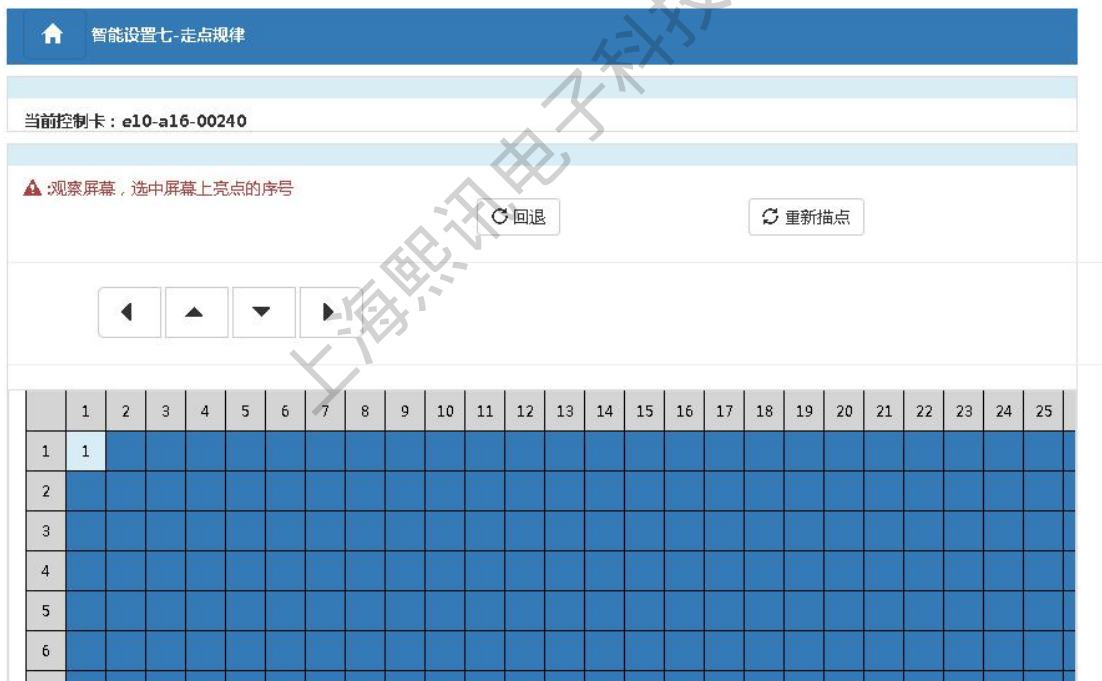 智能设置七-走点规律
当前控制卡：e10-a16-00240
:观察屏幕，选中屏幕上亮点的序号
回退 重新描点
1 2 3 4 5 6 7 8 9 10 11 12 13 14 15 16 17 18 19 20 21 22 23 24 25
1 1
2
3
4
5
6
上海熙讯电子科技